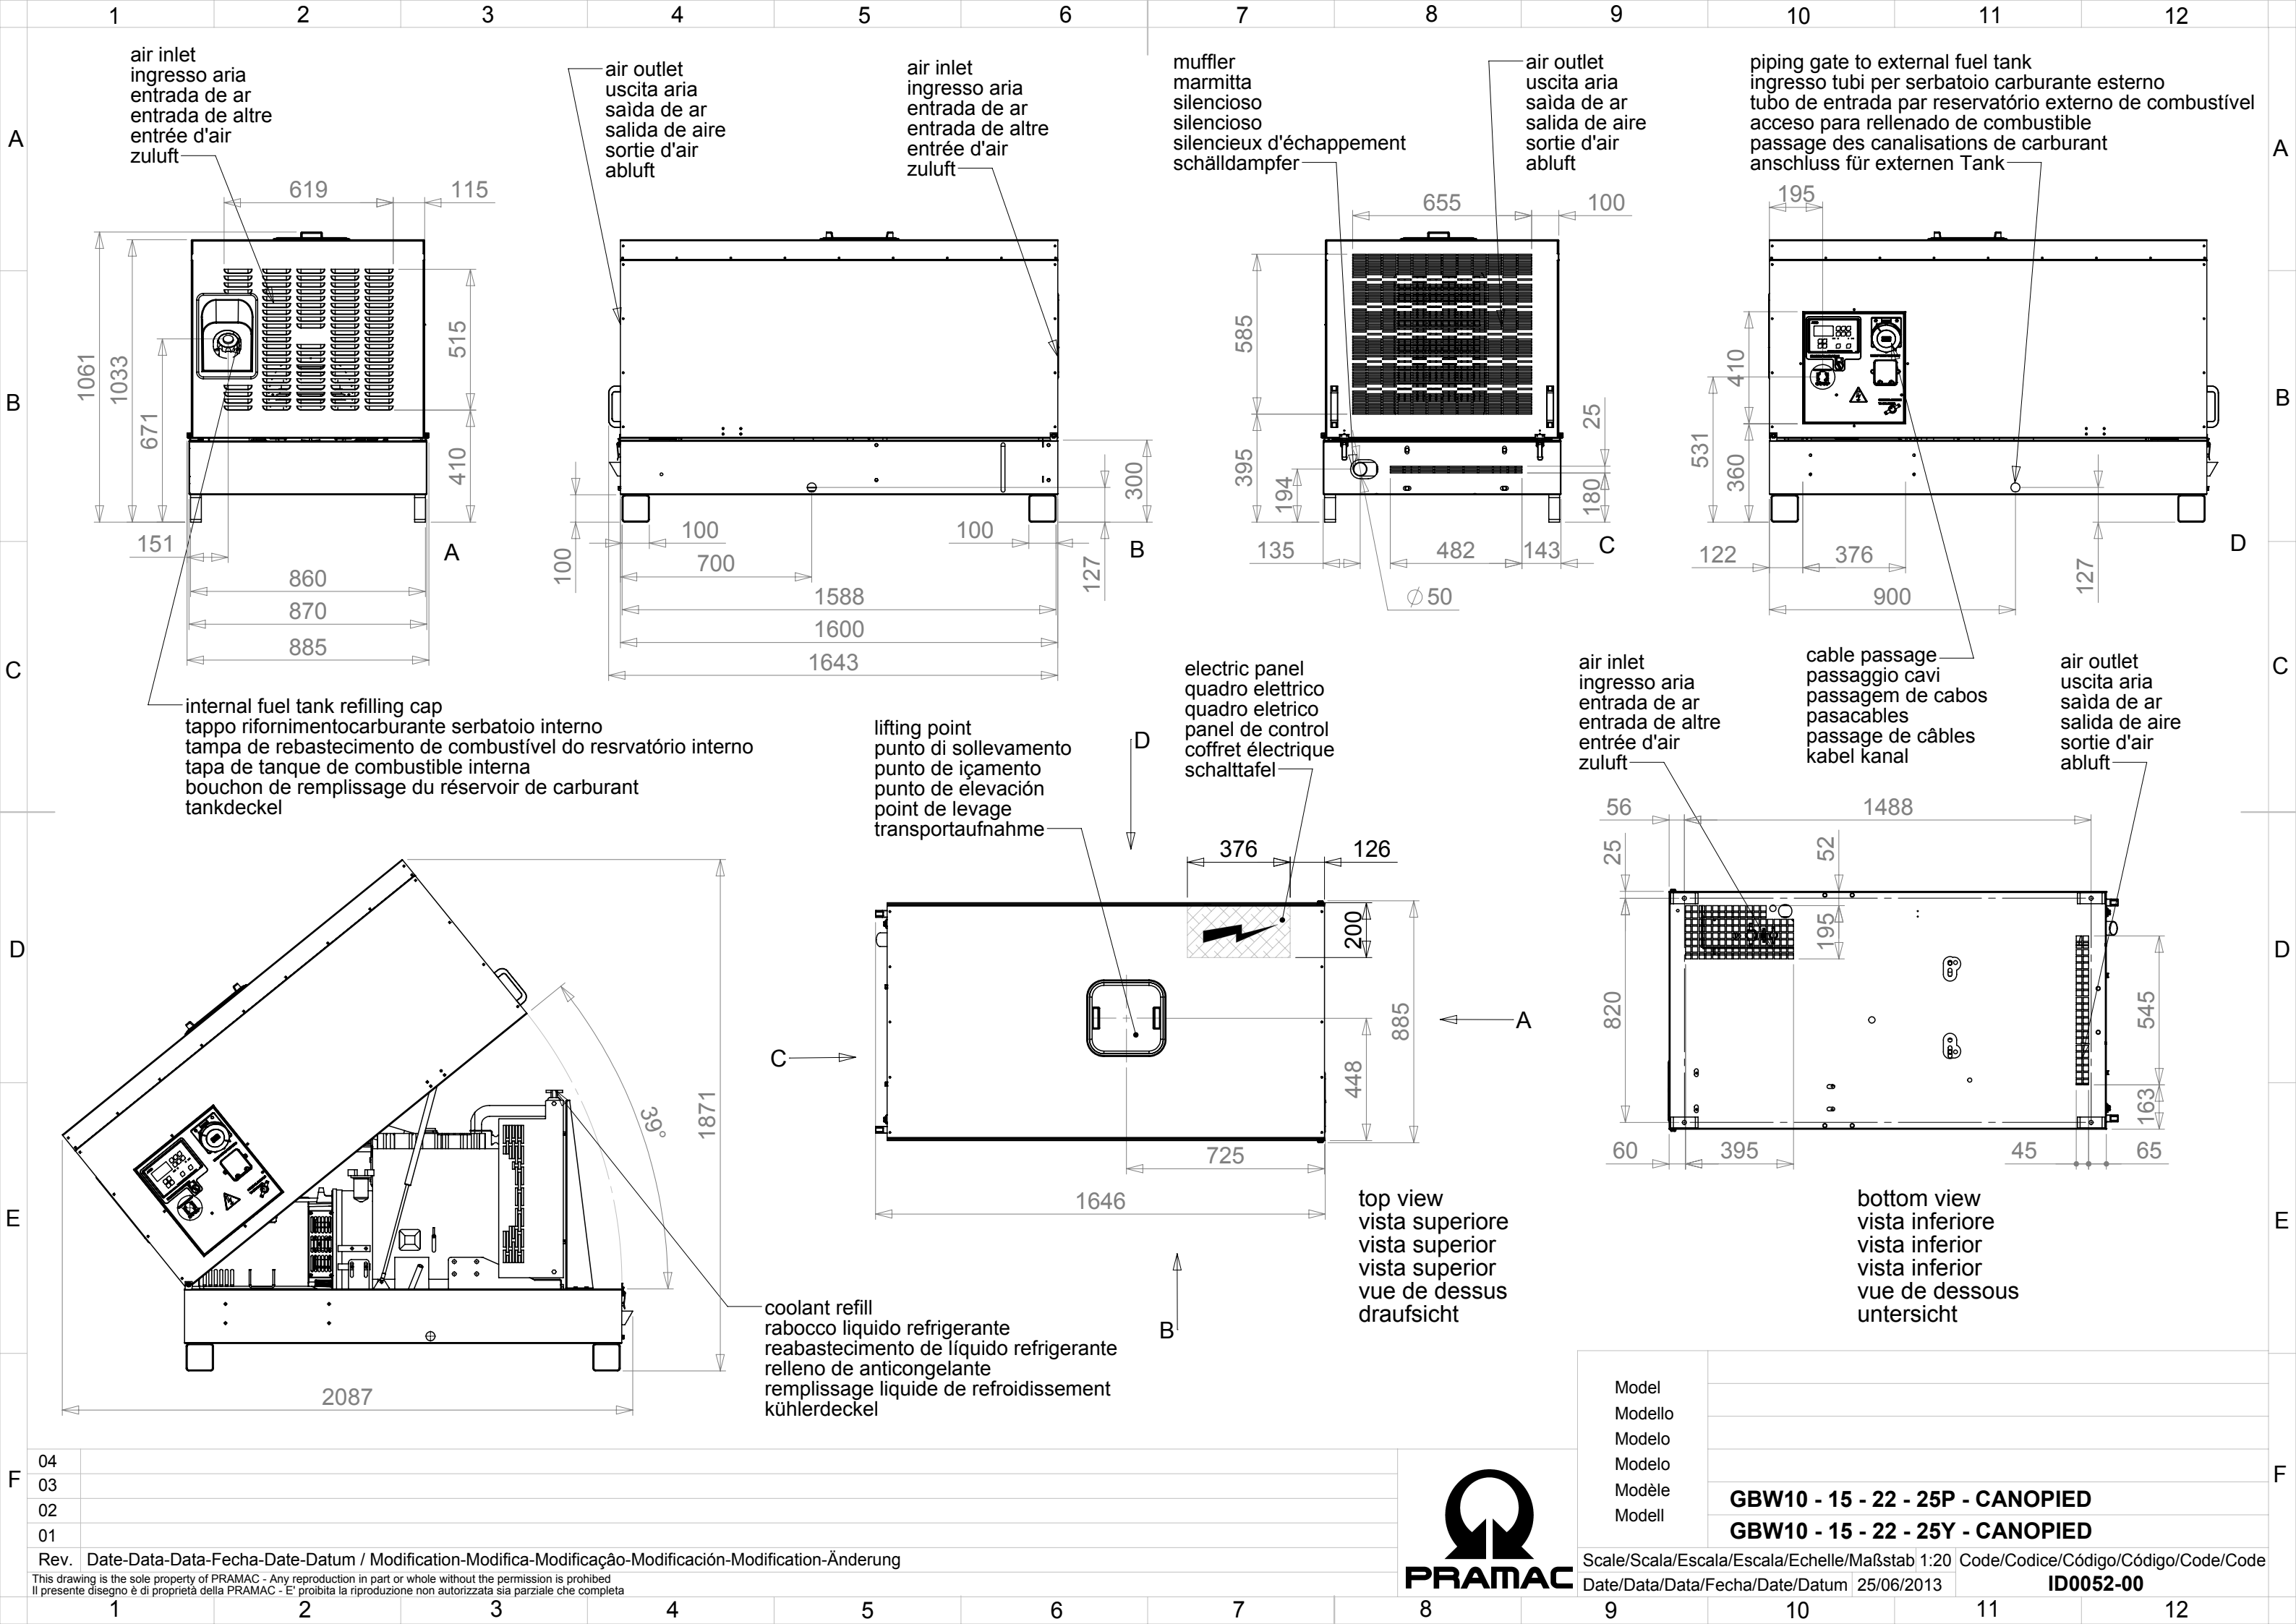 1 2 3 4 5 6 7 8 9 10 11 12
A
B
C
D
E
F
A
B
C
D
E
F
air inlet
ingresso aria
entrada de ar
entrada de altre
entrée d'air
zuluft
619
115
1061
1033
671
515
410
151
860
870
885
A
internal fuel tank refilling cap
tappo rifornimentocarburante serbatoio interno
tampa de rebastecimento de combustível do resrvatório interno
tapa de tanque de combustible interna
bouchon de remplissage du réservoir de carburant
tankdeckel
air outlet
uscita aria
saìda de ar
salida de aire
sortie d'air
abluft
air inlet
ingresso aria
entrada de ar
entrada de altre
entrée d'air
zuluft
100
100
700
100
127
300
1588
1600
1643
B
muffler
marmitta
silencioso
silencioso
silencieux d'échappement
schälldampfer
air outlet
uscita aria
saìda de ar
salida de aire
sortie d'air
abluft
655
100
585
395
194
25
180
135
482
143
Ø50
C
piping gate to external fuel tank
ingresso tubi per serbatoio carburante esterno
tubo de entrada par reservatório externo de combustível
acceso para rellenado de combustible
passage des canalisations de carburant
anschluss für externen Tank
195
410
531
360
122
376
900
127
D
cable passage
passaggio cavi
passagem de cabos
pasacables
passage de câbles
kabel kanal
39°
1871
2087
coolant refill
rabocco liquido refrigerante
reabastecimento de líquido refrigerante
relleno de anticongelante
remplissage liquide de refroidissement
kühlerdeckel
lifting point
punto di sollevamento
punto de içamento
punto de elevación
point de levage
transportaufnahme
electric panel
quadro elettrico
quadro eletrico
panel de control
coffret électrique
schalttafel
D
376
126
200
885
448
725
1646
A
C
B
top view
vista superiore
vista superior
vista superior
vue de dessus
draufsicht
air inlet
ingresso aria
entrada de ar
entrada de altre
entrée d'air
zuluft
air outlet
uscita aria
saìda de ar
salida de aire
sortie d'air
abluft
56
1488
25
52
195
820
545
163
60
395
45
65
bottom view
vista inferiore
vista inferior
vista inferior
vue de dessous
untersicht
04
03
02
01
Rev. Date-Data-Data-Fecha-Date-Datum / Modification-Modifica-Modificaçâo-Modificación-Modification-Änderung
This drawing is the sole property of PRAMAC - Any reproduction in part or whole without the permission is prohibed
Il presente disegno è di proprietà della PRAMAC - E' proibita la riproduzione non autorizzata sia parziale che completa
PRAMAC
Model
Modello
Modelo
Modelo
Modèle
Modell
GBW10 - 15 - 22 - 25P - CANOPIED
GBW10 - 15 - 22 - 25Y - CANOPIED
Scale/Scala/Escala/Escala/Echelle/Maßstab 1:20 Code/Codice/Código/Código/Code/Code
Date/Data/Data/Fecha/Date/Datum 25/06/2013 ID0052-00
1 2 3 4 5 6 7 8 9 10 11 12